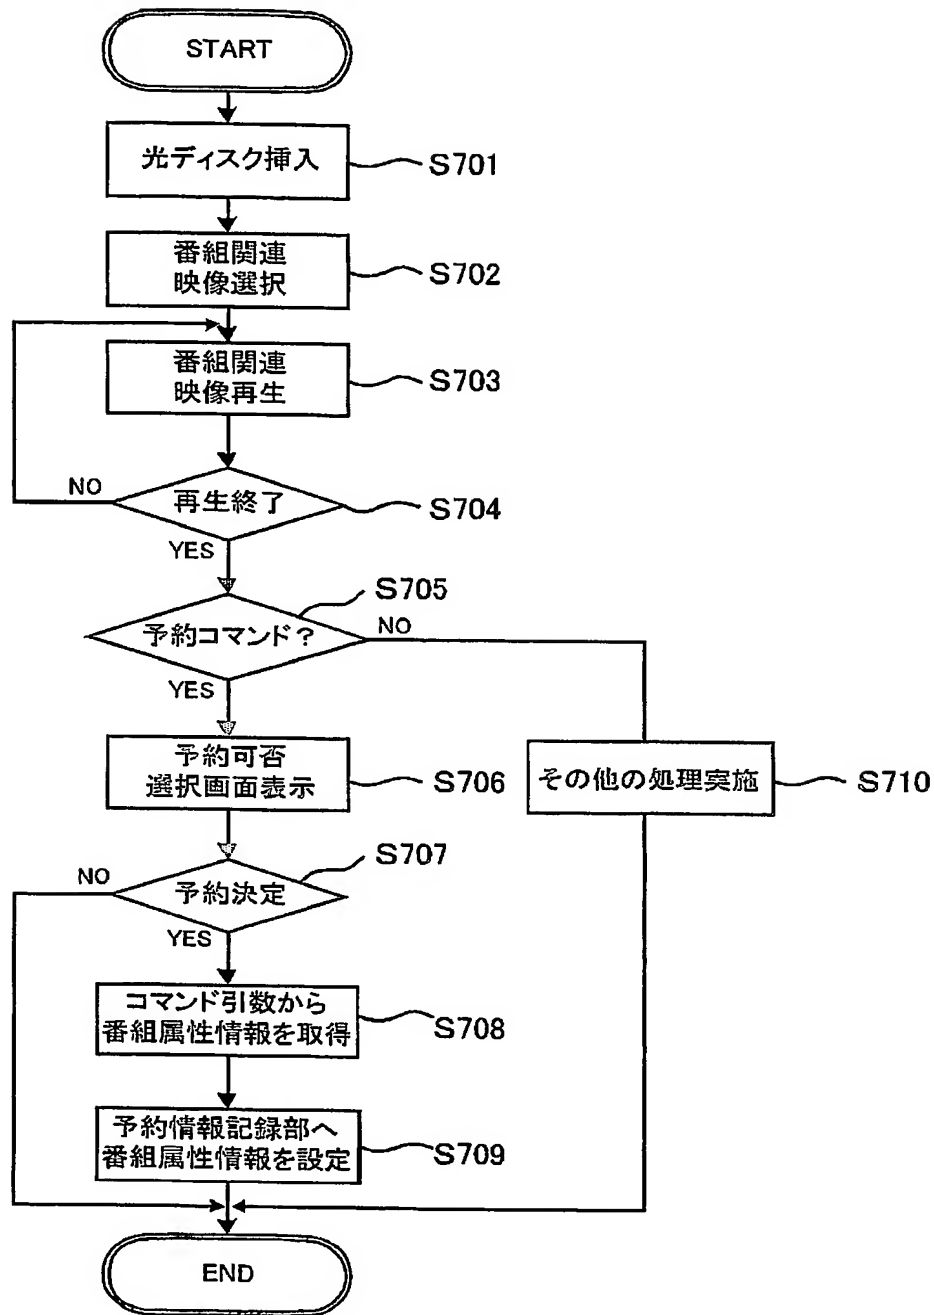 START
光ディスク挿入
S701
番組関連
映像選択
S702
番組関連
映像再生
S703
NO
再生終了
S704
YES
S705
予約コマンド?
NO
YES
予約可否
選択画面表示
S706
その他の処理実施
S710
S707
NO
予約決定
YES
コマンド引数から
番組属性情報を取得
S708
予約情報記録部へ
番組属性情報を設定
S709
END